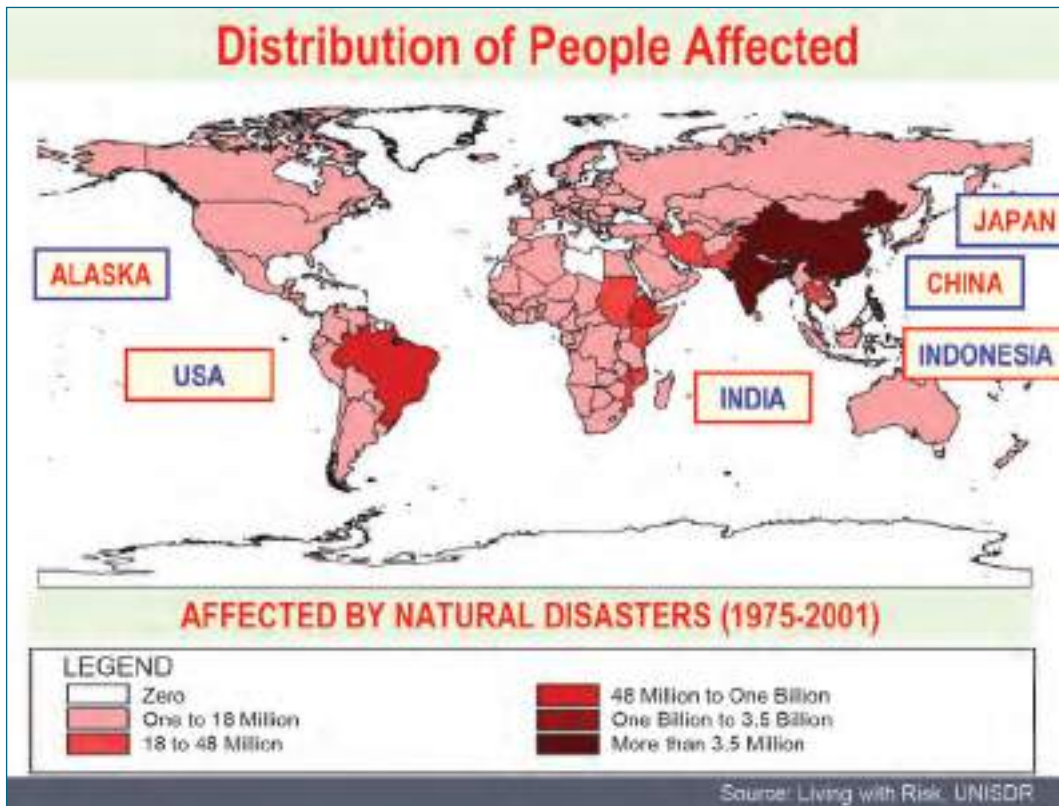 Distribution of People Affected
JAPAN
ALASKA
CHINA
INDONESIA
USA
INDIA
AFFECTED BY NATURAL DISASTERS (1975-2001)
LEGEND
Zero
One to 18 Million
18 to 48 Million
48 Million to One Billion
One Billion to 3.5 Billion
More than 3.5 Million
Source: Living with Risk, UNISDR